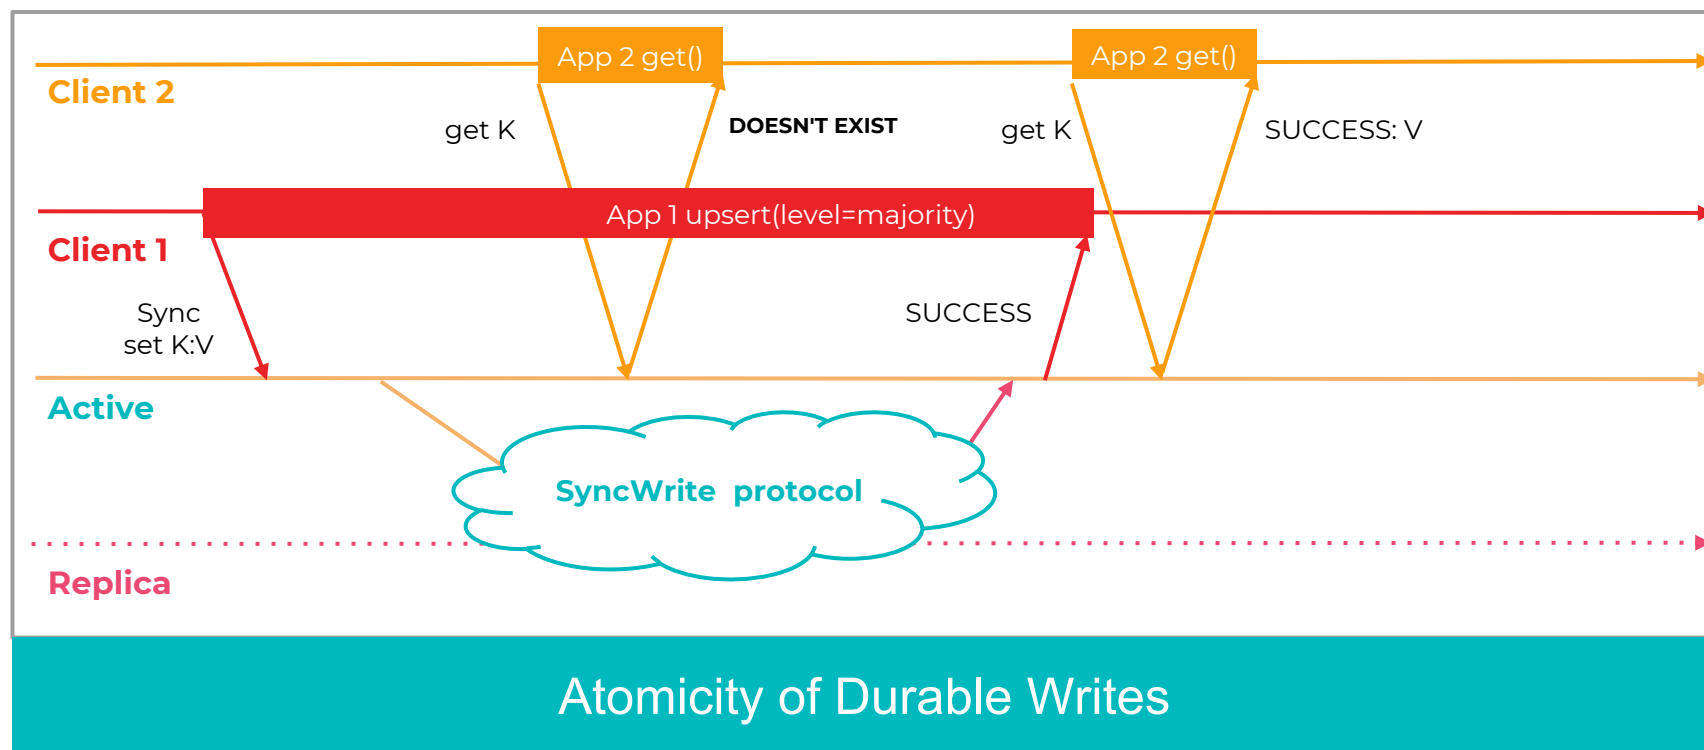 App 2 get()
App 2 get()
Client 2
get K
DOESN'T EXIST
get K
SUCCESS: V
App 1 upsert(level=majority)
Client 1
Sync
set K:V
SUCCESS
Active
SyncWrite protocol
Replica
Atomicity of Durable Writes